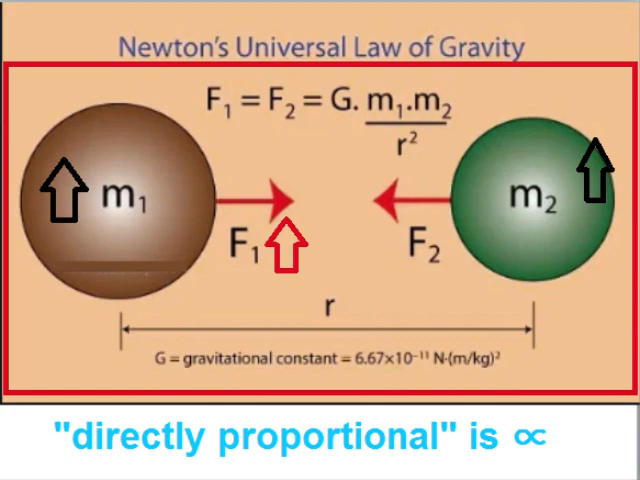 Newton's Universal Law of Gravity
F₁ = F₂ = G. m₁.m₂
r²
m₁
m₂
F₁
F₂
r
G = gravitational constant = 6.67×10⁻¹¹ N·(m/kg)²
"directly proportional" is ∝